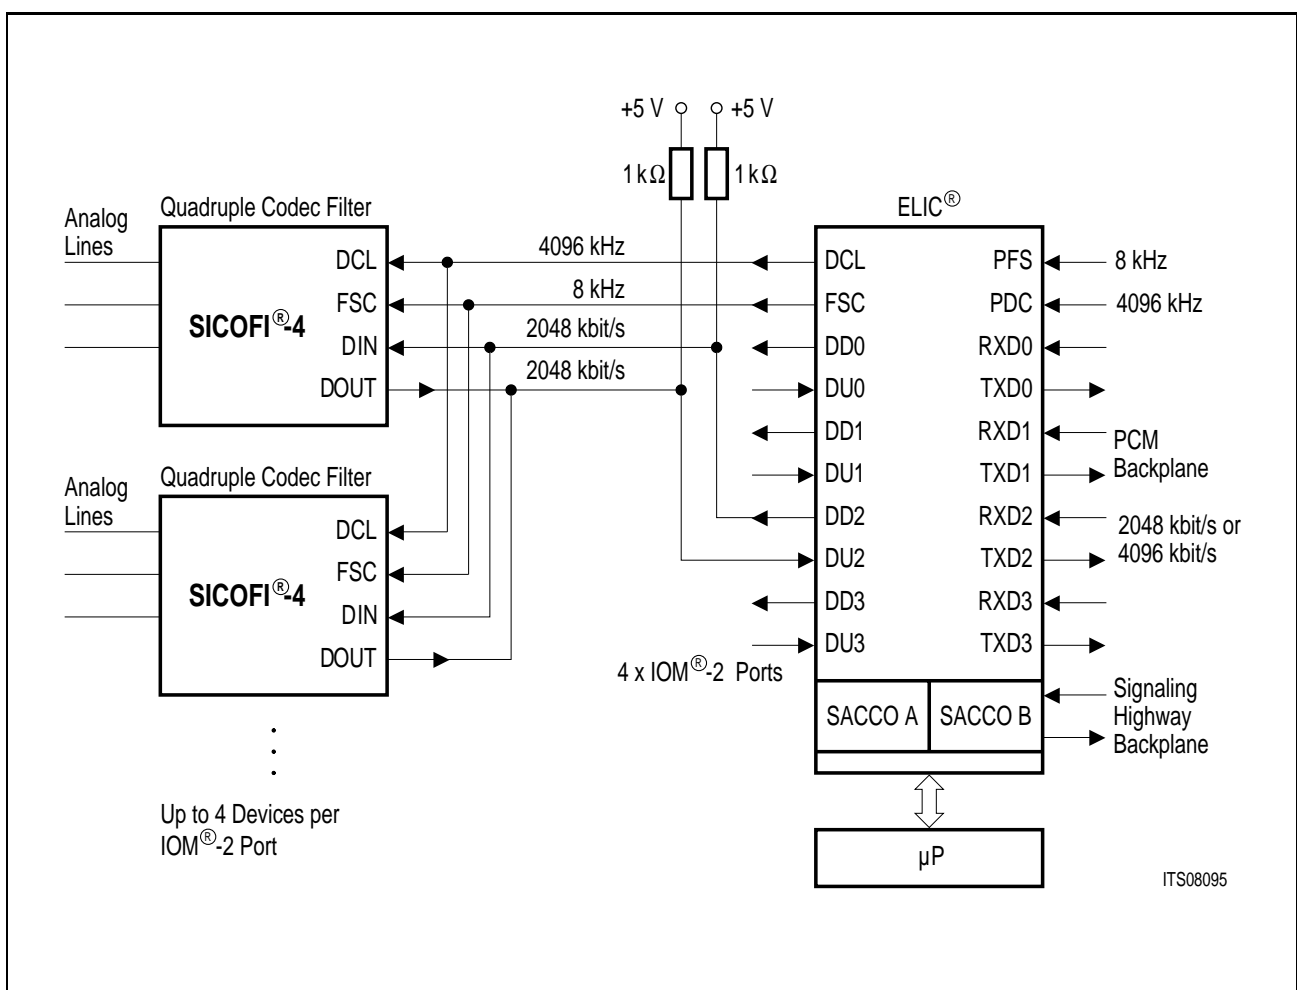 +5 V
+5 V
1 kΩ
1 kΩ
Quadruple Codec Filter
Analog
Lines
SICOFI®-4
DCL
FSC
DIN
DOUT
4096 kHz
8 kHz
2048 kbit/s
2048 kbit/s
Quadruple Codec Filter
Analog
Lines
SICOFI®-4
DCL
FSC
DIN
DOUT
Up to 4 Devices per
IOM®-2 Port
ELIC®
DCL
FSC
DD0
DU0
DD1
DU1
DD2
DU2
DD3
DU3
4 x IOM®-2 Ports
PFS
PDC
RXD0
TXD0
RXD1
TXD1
RXD2
TXD2
RXD3
TXD3
8 kHz
4096 kHz
PCM
Backplane
2048 kbit/s or
4096 kbit/s
SACCO A
SACCO B
Signaling
Highway
Backplane
µP
ITS08095